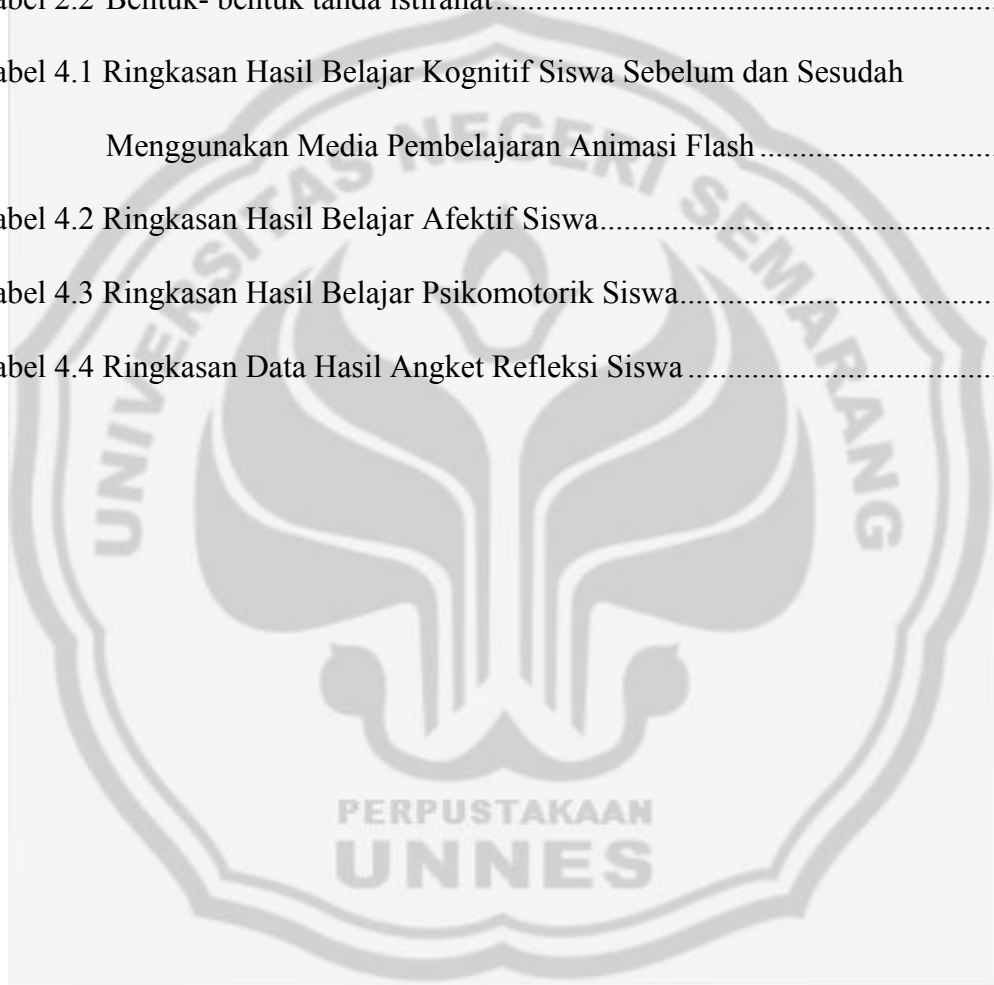 abel 2.2 Bentuk- bentuk tanda istirahat
abel 4.1 Ringkasan Hasil Belajar Kognitif Siswa Sebelum dan Sesudah
Menggunakan Media Pembelajaran Animasi Flash
abel 4.2 Ringkasan Hasil Belajar Afektif Siswa
abel 4.3 Ringkasan Hasil Belajar Psikomotorik Siswa
abel 4.4 Ringkasan Data Hasil Angket Refleksi Siswa
UNIVERSITAS NEGERI SEMARANG
PERPUSTAKAAN
UNNES